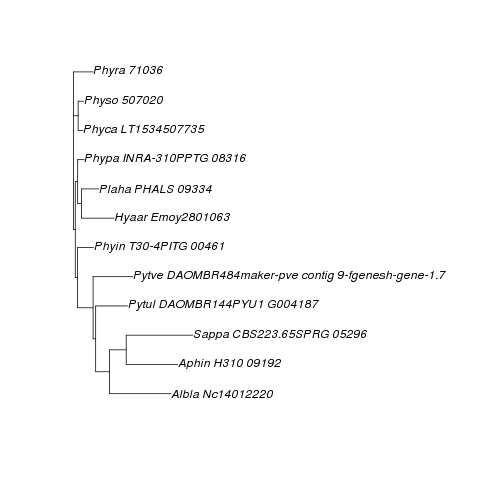 Phyra 71036
Physo 507020
Phyca LT1534507735
Phypa INRA-310PPTG 08316
Plaha PHALS 09334
Hyaar Emoy2801063
Phyin T30-4PITG 00461
Pytve DAOMBR484maker-pve contig 9-fgenesh-gene-1.7
Pytul DAOMBR144PYU1 G004187
Sappa CBS223.65SPRG 05296
Aphin H310 09192
Albla Nc14012220